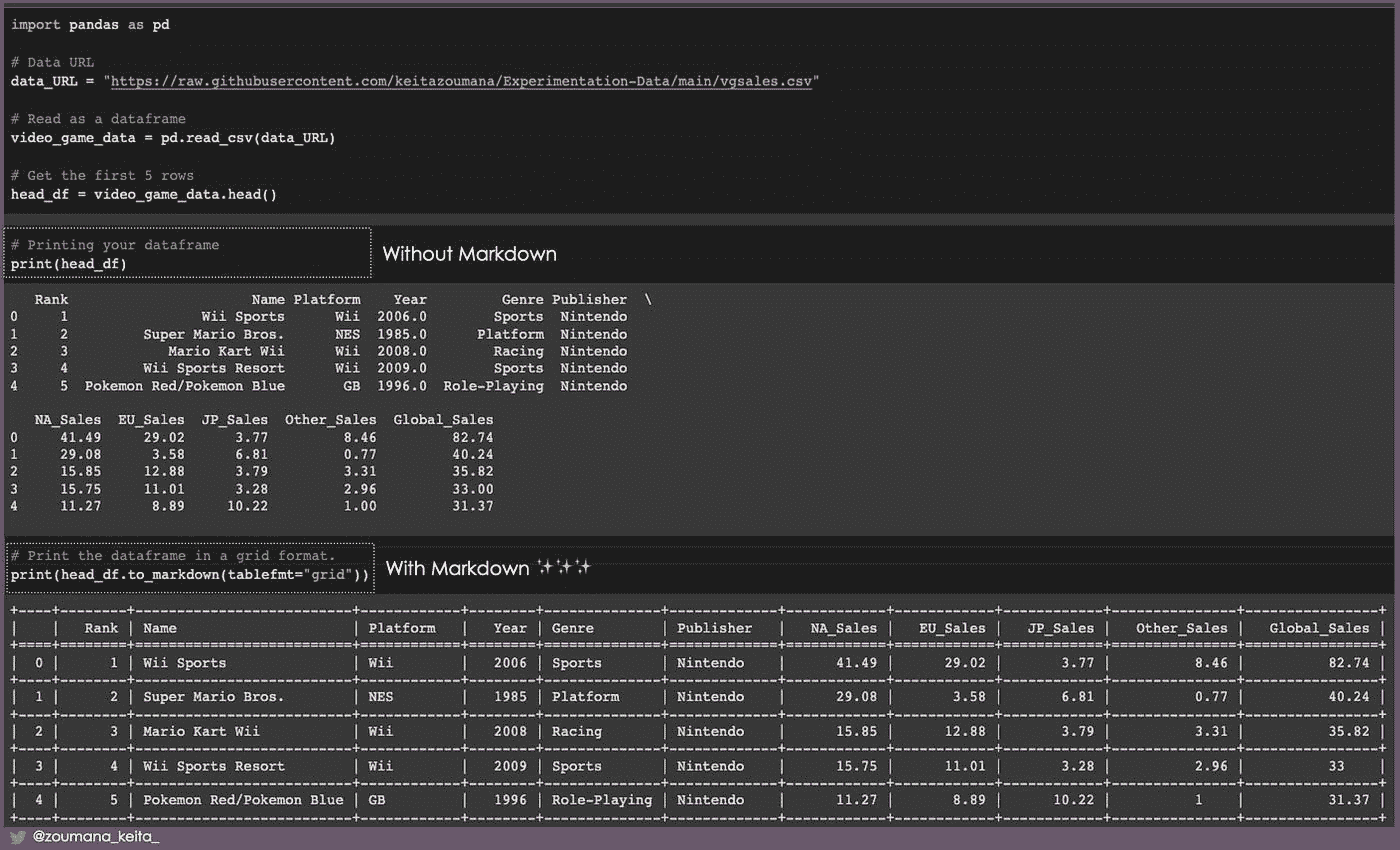 import pandas as pd
# Data URL
data_URL = "https://raw.githubusercontent.com/keitazoumana/Experimentation-Data/main/vgsales.csv"
# Read as a dataframe
video_game_data = pd.read_csv(data_URL)
# Get the first 5 rows
head_df = video_game_data.head()
# Printing your dataframe
print(head_df)
Without Markdown
   Rank                      Name Platform    Year         Genre Publisher  \
0     1                Wii Sports      Wii  2006.0        Sports  Nintendo
1     2         Super Mario Bros.      NES  1985.0      Platform  Nintendo
2     3            Mario Kart Wii      Wii  2008.0        Racing  Nintendo
3     4         Wii Sports Resort      Wii  2009.0        Sports  Nintendo
4     5  Pokemon Red/Pokemon Blue       GB  1996.0  Role-Playing  Nintendo
   NA_Sales  EU_Sales  JP_Sales  Other_Sales  Global_Sales
0     41.49     29.02      3.77         8.46         82.74
1     29.08      3.58      6.81         0.77         40.24
2     15.85     12.88      3.79         3.31         35.82
3     15.75     11.01      3.28         2.96         33.00
4     11.27      8.89     10.22         1.00         31.37
# Print the dataframe in a grid format.
print(head_df.to_markdown(tablefmt="grid"))
With Markdown ✨✨
|    |   Rank | Name                     | Platform   |   Year | Genre        | Publisher   |   NA_Sales |   EU_Sales |   JP_Sales |   Other_Sales |   Global_Sales |
|  0 |      1 | Wii Sports               | Wii        |   2006 | Sports       | Nintendo    |      41.49 |      29.02 |       3.77 |          8.46 |          82.74 |
|  1 |      2 | Super Mario Bros.        | NES        |   1985 | Platform     | Nintendo    |      29.08 |       3.58 |       6.81 |          0.77 |          40.24 |
|  2 |      3 | Mario Kart Wii           | Wii        |   2008 | Racing       | Nintendo    |      15.85 |      12.88 |       3.79 |          3.31 |          35.82 |
|  3 |      4 | Wii Sports Resort        | Wii        |   2009 | Sports       | Nintendo    |      15.75 |      11.01 |       3.28 |          2.96 |          33    |
|  4 |      5 | Pokemon Red/Pokemon Blue | GB         |   1996 | Role-Playing | Nintendo    |      11.27 |       8.89 |      10.22 |          1    |          31.37 |
@zoumana_keita_